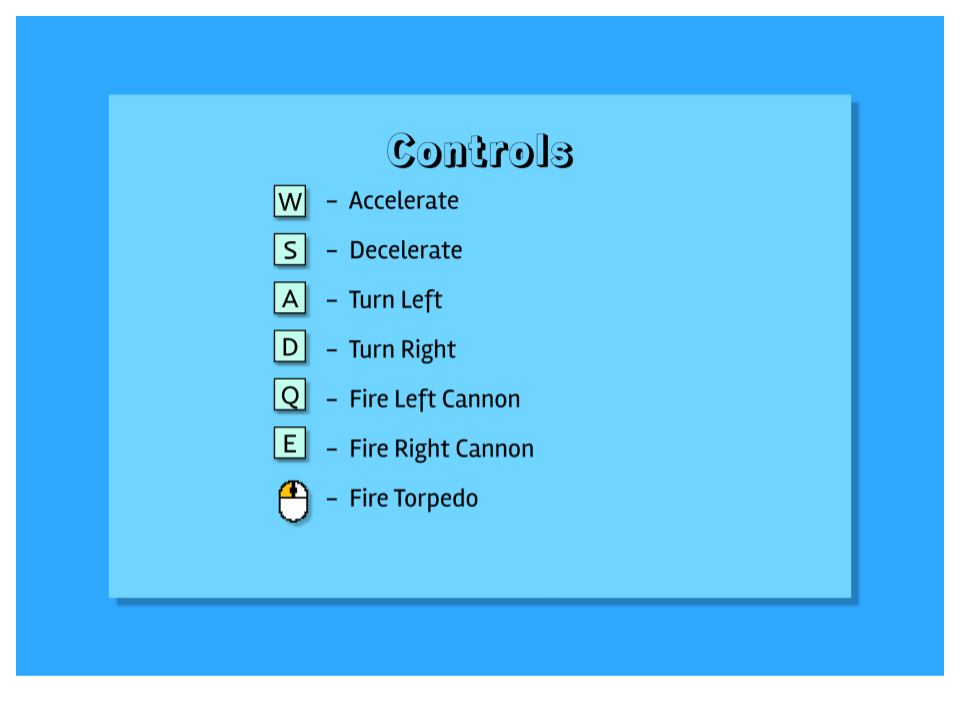 Controls
W – Accelerate
S – Decelerate
A – Turn Left
D – Turn Right
Q – Fire Left Cannon
E – Fire Right Cannon
– Fire Torpedo